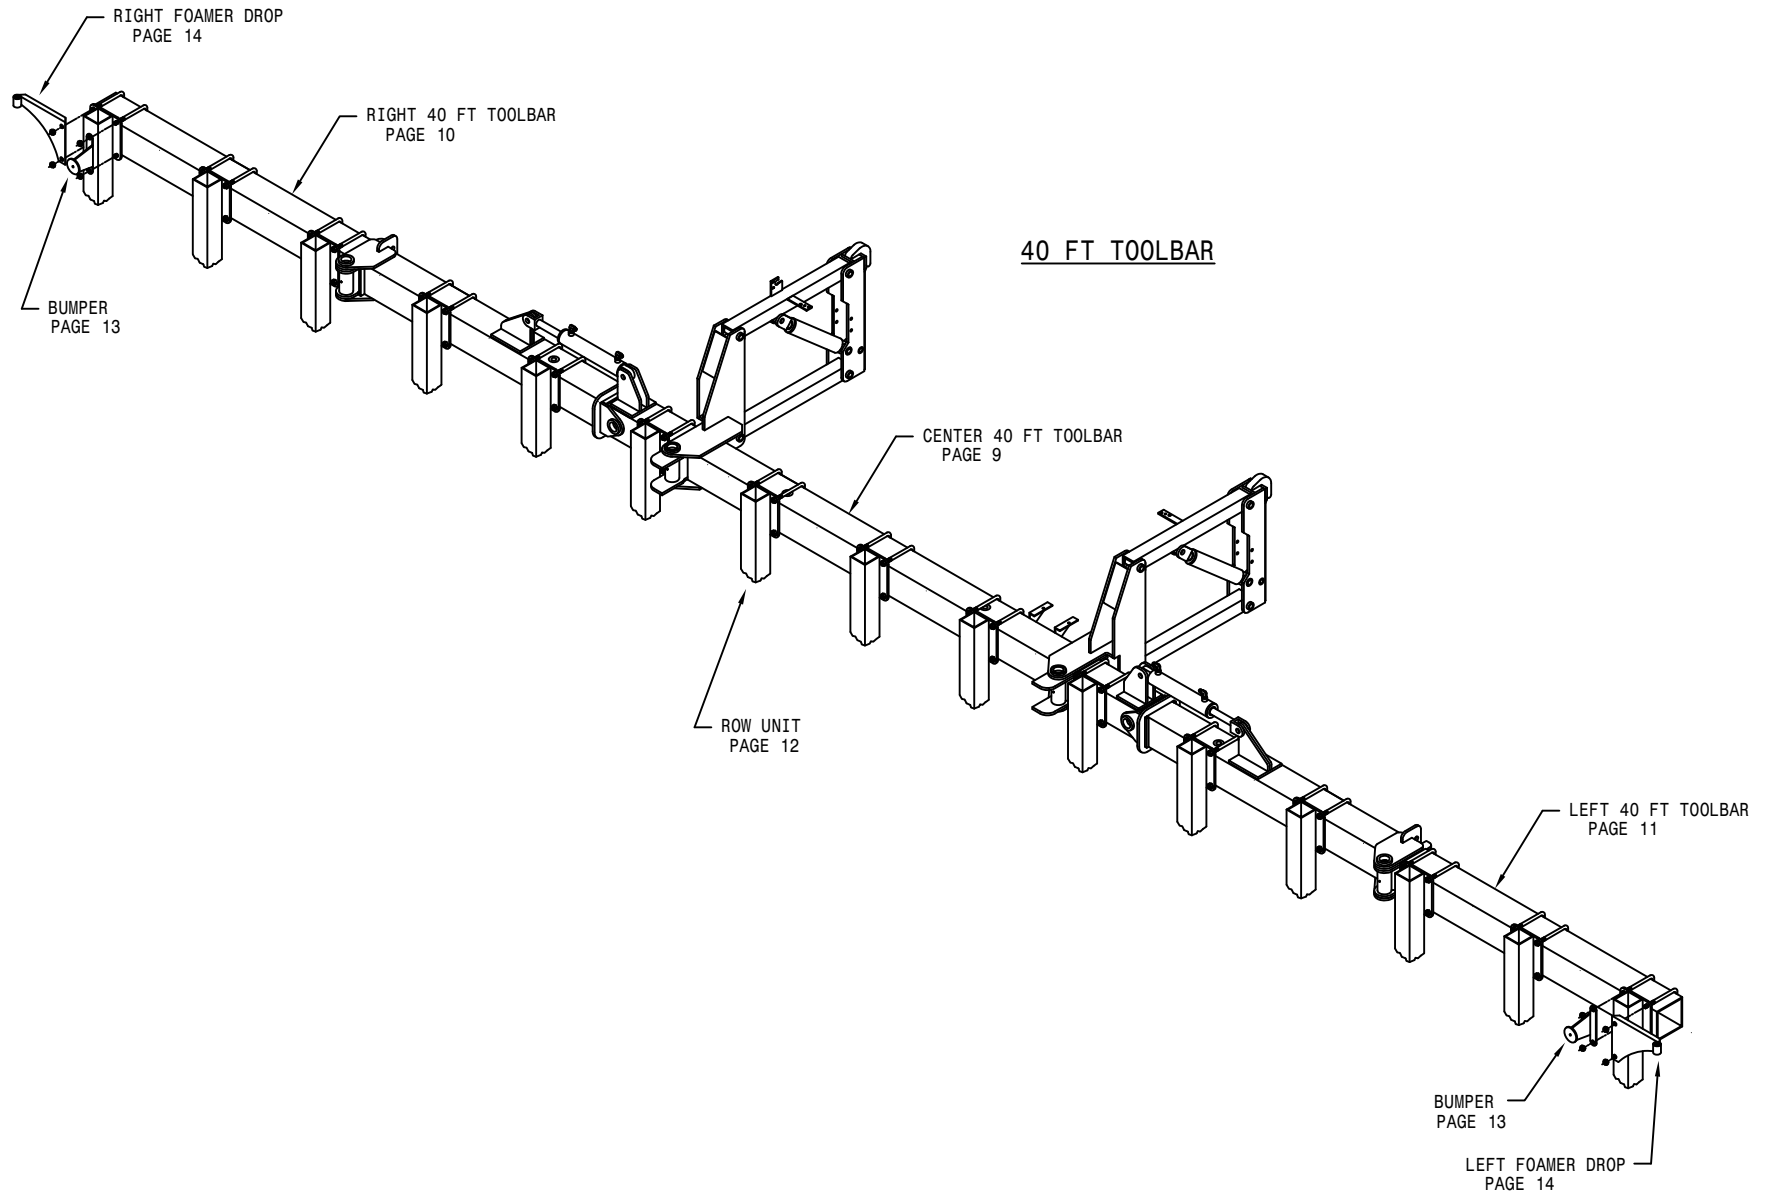 RIGHT FOAMER DROP
PAGE 14
RIGHT 40 FT TOOLBAR
PAGE 10
40 FT TOOLBAR
BUMPER
PAGE 13
CENTER 40 FT TOOLBAR
PAGE 9
ROW UNIT
PAGE 12
LEFT 40 FT TOOLBAR
PAGE 11
BUMPER
PAGE 13
LEFT FOAMER DROP
PAGE 14